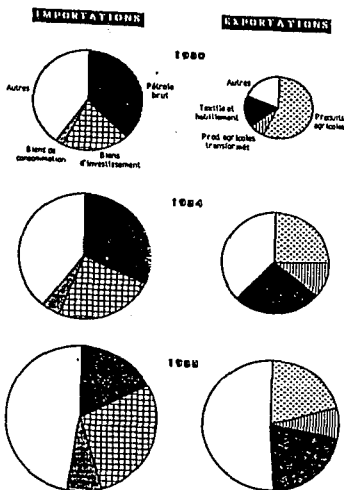 IMPORTATIONS
EXPORTATIONS
1980
Autres
Pétrole
brut
Biens de
consommation
Biens
d'investissement
Autres
Textile et
habillement
Prod. agricoles
transformés
Produits
agricoles
1984